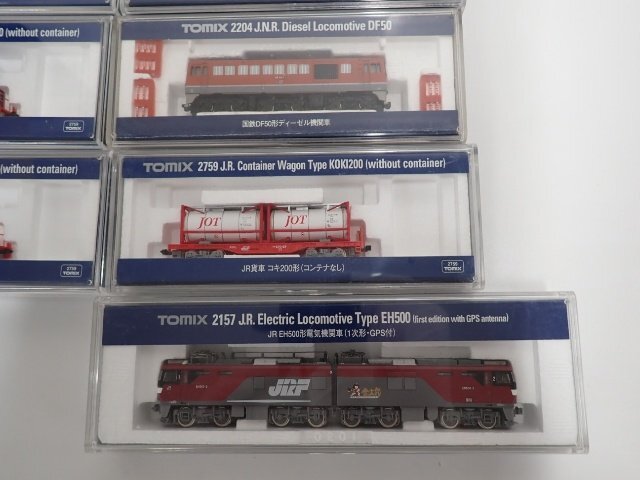 (without container)
2759
TOMIX
(without container)
2759
TOMIX
TOMIX 2204 J.N.R. Diesel Locomotive DF50
国鉄DF50形ディーゼル機関車
TOMIX 2759 J.R. Container Wagon Type KOKI200 (without container)
JOT JOT
JR貨車 コキ200形(コンテナなし)
2759
TOMIX
TOMIX 2157 J.R. Electric Locomotive Type EH500 (first edition with GPS antenna)
JR EH500形電気機関車(1次形・GPS付)
JRF